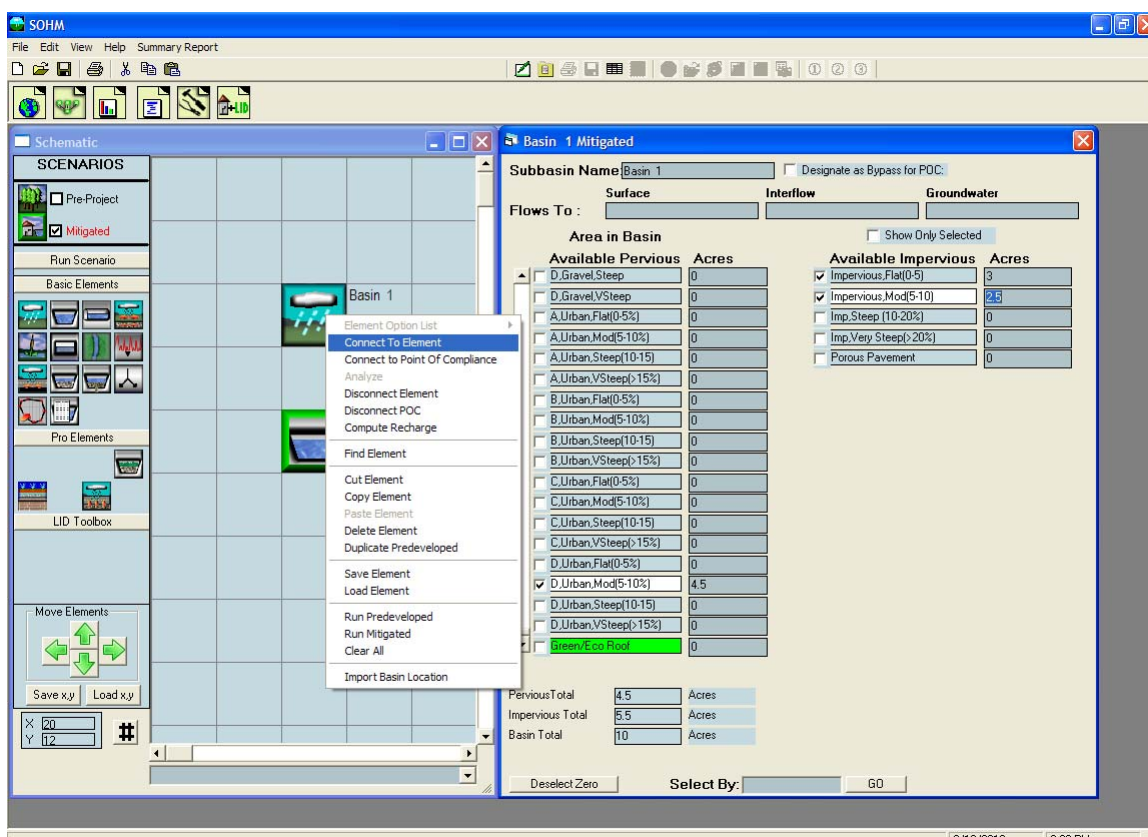 SOHM
File Edit View Help Summary Report
① ② ③
+LID
Schematic
SCENARIOS
Pre-Project
Mitigated
Run Scenario
Basic Elements
Pro Elements
LID Toolbox
Move Elements
Save x,y Load x,y
X 20
Y 12
#
Basin 1
Element Option List
Connect To Element
Connect to Point Of Compliance
Analyze
Disconnect Element
Disconnect POC
Compute Recharge
Find Element
Cut Element
Copy Element
Paste Element
Delete Element
Duplicate Predeveloped
Save Element
Load Element
Run Predeveloped
Run Mitigated
Clear All
Import Basin Location
Basin 1 Mitigated
Subbasin Name: Basin 1 Designate as Bypass for POC:
Surface Interflow Groundwater
Flows To :
Area in Basin Show Only Selected
Available Pervious Acres Available Impervious Acres
D,Gravel,Steep 0 Impervious,Flat(0-5) 3
D,Gravel,VSteep 0 Impervious,Mod(5-10) 2.5
A,Urban,Flat(0-5%) 0 Imp,Steep (10-20%) 0
A,Urban,Mod(5-10%) 0 Imp,Very Steep(>20%) 0
A,Urban,Steep(10-15) 0 Porous Pavement 0
A,Urban,VSteep(>15%) 0
B,Urban,Flat(0-5%) 0
B,Urban,Mod(5-10%) 0
B,Urban,Steep(10-15) 0
B,Urban,VSteep(>15%) 0
C,Urban,Flat(0-5%) 0
C,Urban,Mod(5-10%) 0
C,Urban,Steep(10-15) 0
C,Urban,VSteep(>15%) 0
D,Urban,Flat(0-5%) 0
D,Urban,Mod(5-10%) 4.5
D,Urban,Steep(10-15) 0
D,Urban,VSteep(>15%) 0
Green/Eco Roof 0
PerviousTotal 4.5 Acres
Impervious Total 5.5 Acres
Basin Total 10 Acres
Deselect Zero Select By: GO